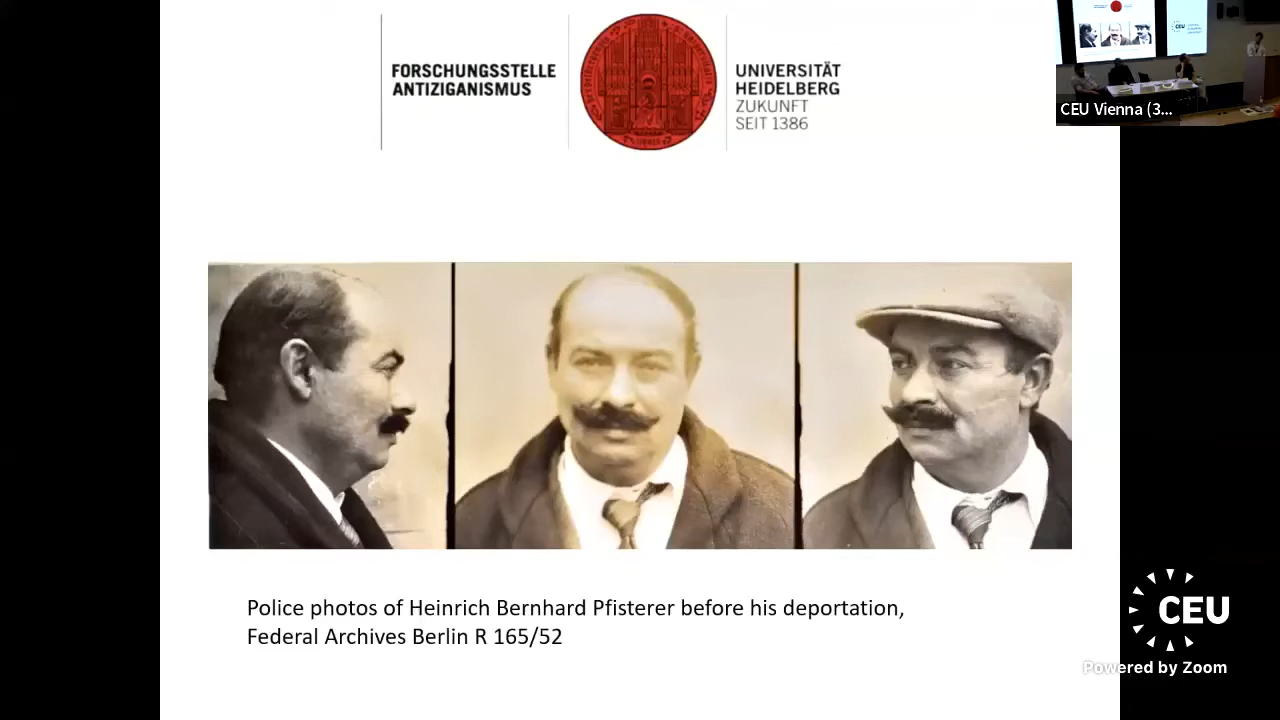 FORSCHUNGSSTELLE
ANTIZIGANISMUS
UNIVERSITÄT
HEIDELBERG
ZUKUNFT
SEIT 1386
CEU Vienna (3...
Police photos of Heinrich Bernhard Pfisterer before his deportation,
Federal Archives Berlin R 165/52
CEU
Powered by Zoom